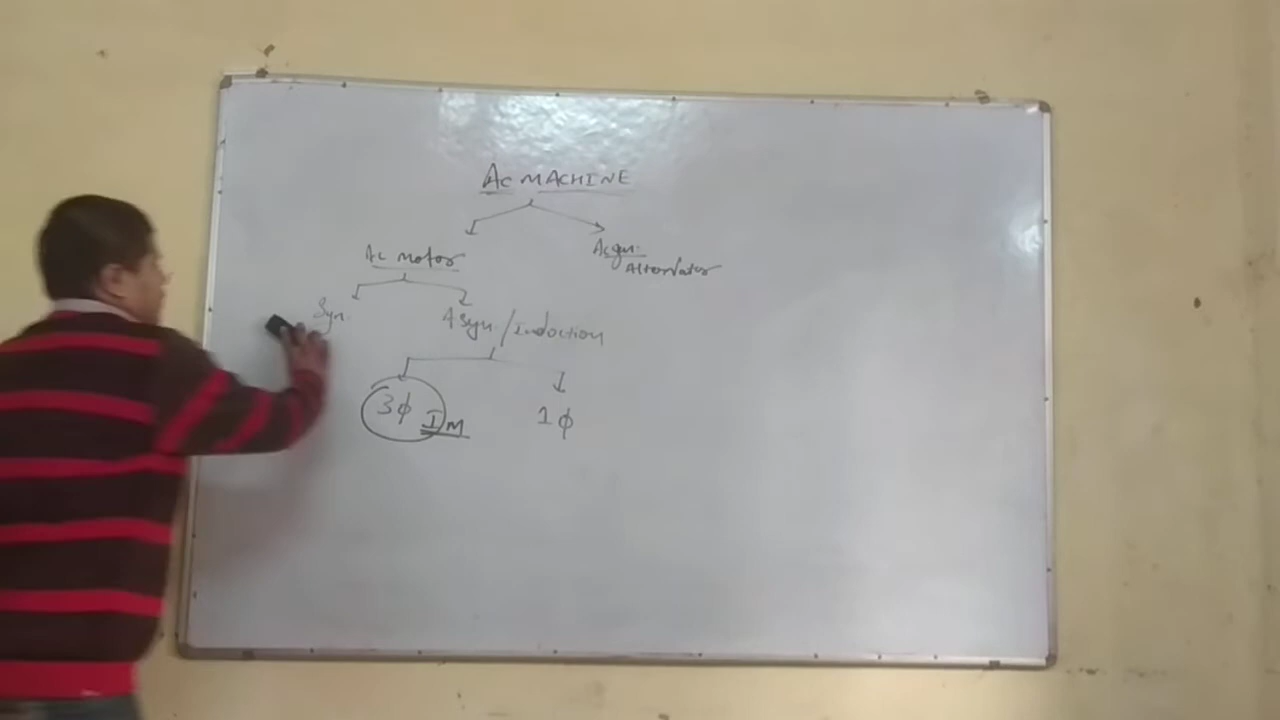 Ac MACHINE
Ac motor
Ac gen.
Alternator
Syn.
Asyn / Induction
3ϕ IM
1ϕ